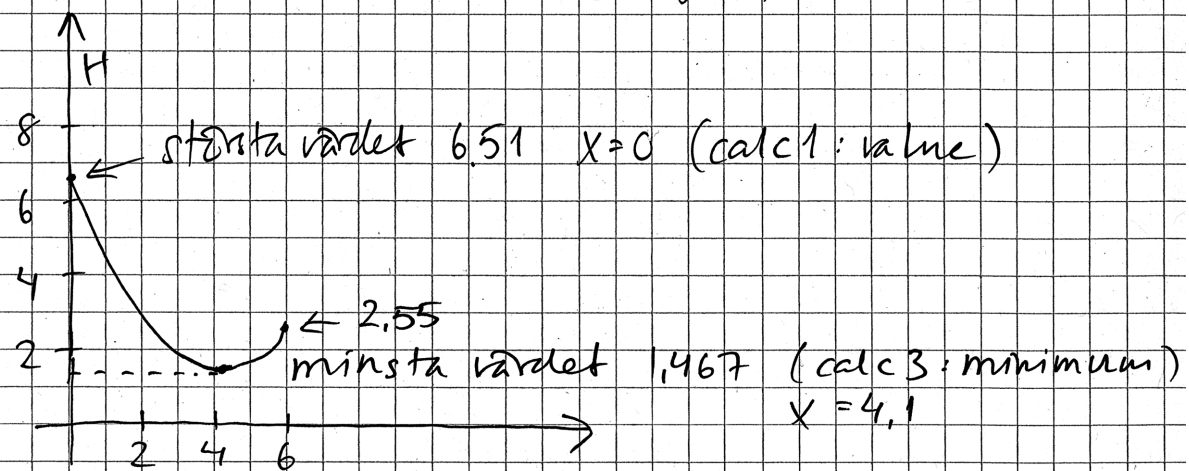 H
8
största värdet 6.51 x=0 (calc1: value)
6
4
← 2,55
2
minsta värdet 1,467 (calc3: minimum)
x = 4,1
2 4 6